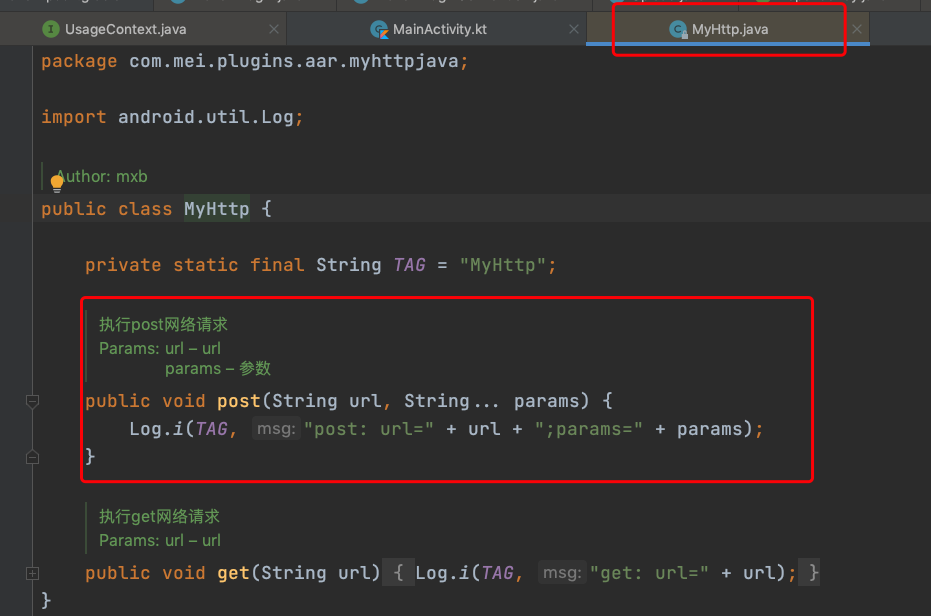 UsageContext.java MainActivity.kt MyHttp.java
package com.mei.plugins.aar.myhttpjava;
import android.util.Log;
Author: mxb
public class MyHttp {
private static final String TAG = "MyHttp";
执行post网络请求
Params: url – url
params – 参数
public void post(String url, String... params) {
Log.i(TAG, msg: "post: url=" + url + ";params=" + params);
}
执行get网络请求
Params: url – url
public void get(String url) { Log.i(TAG, msg: "get: url=" + url); }
}